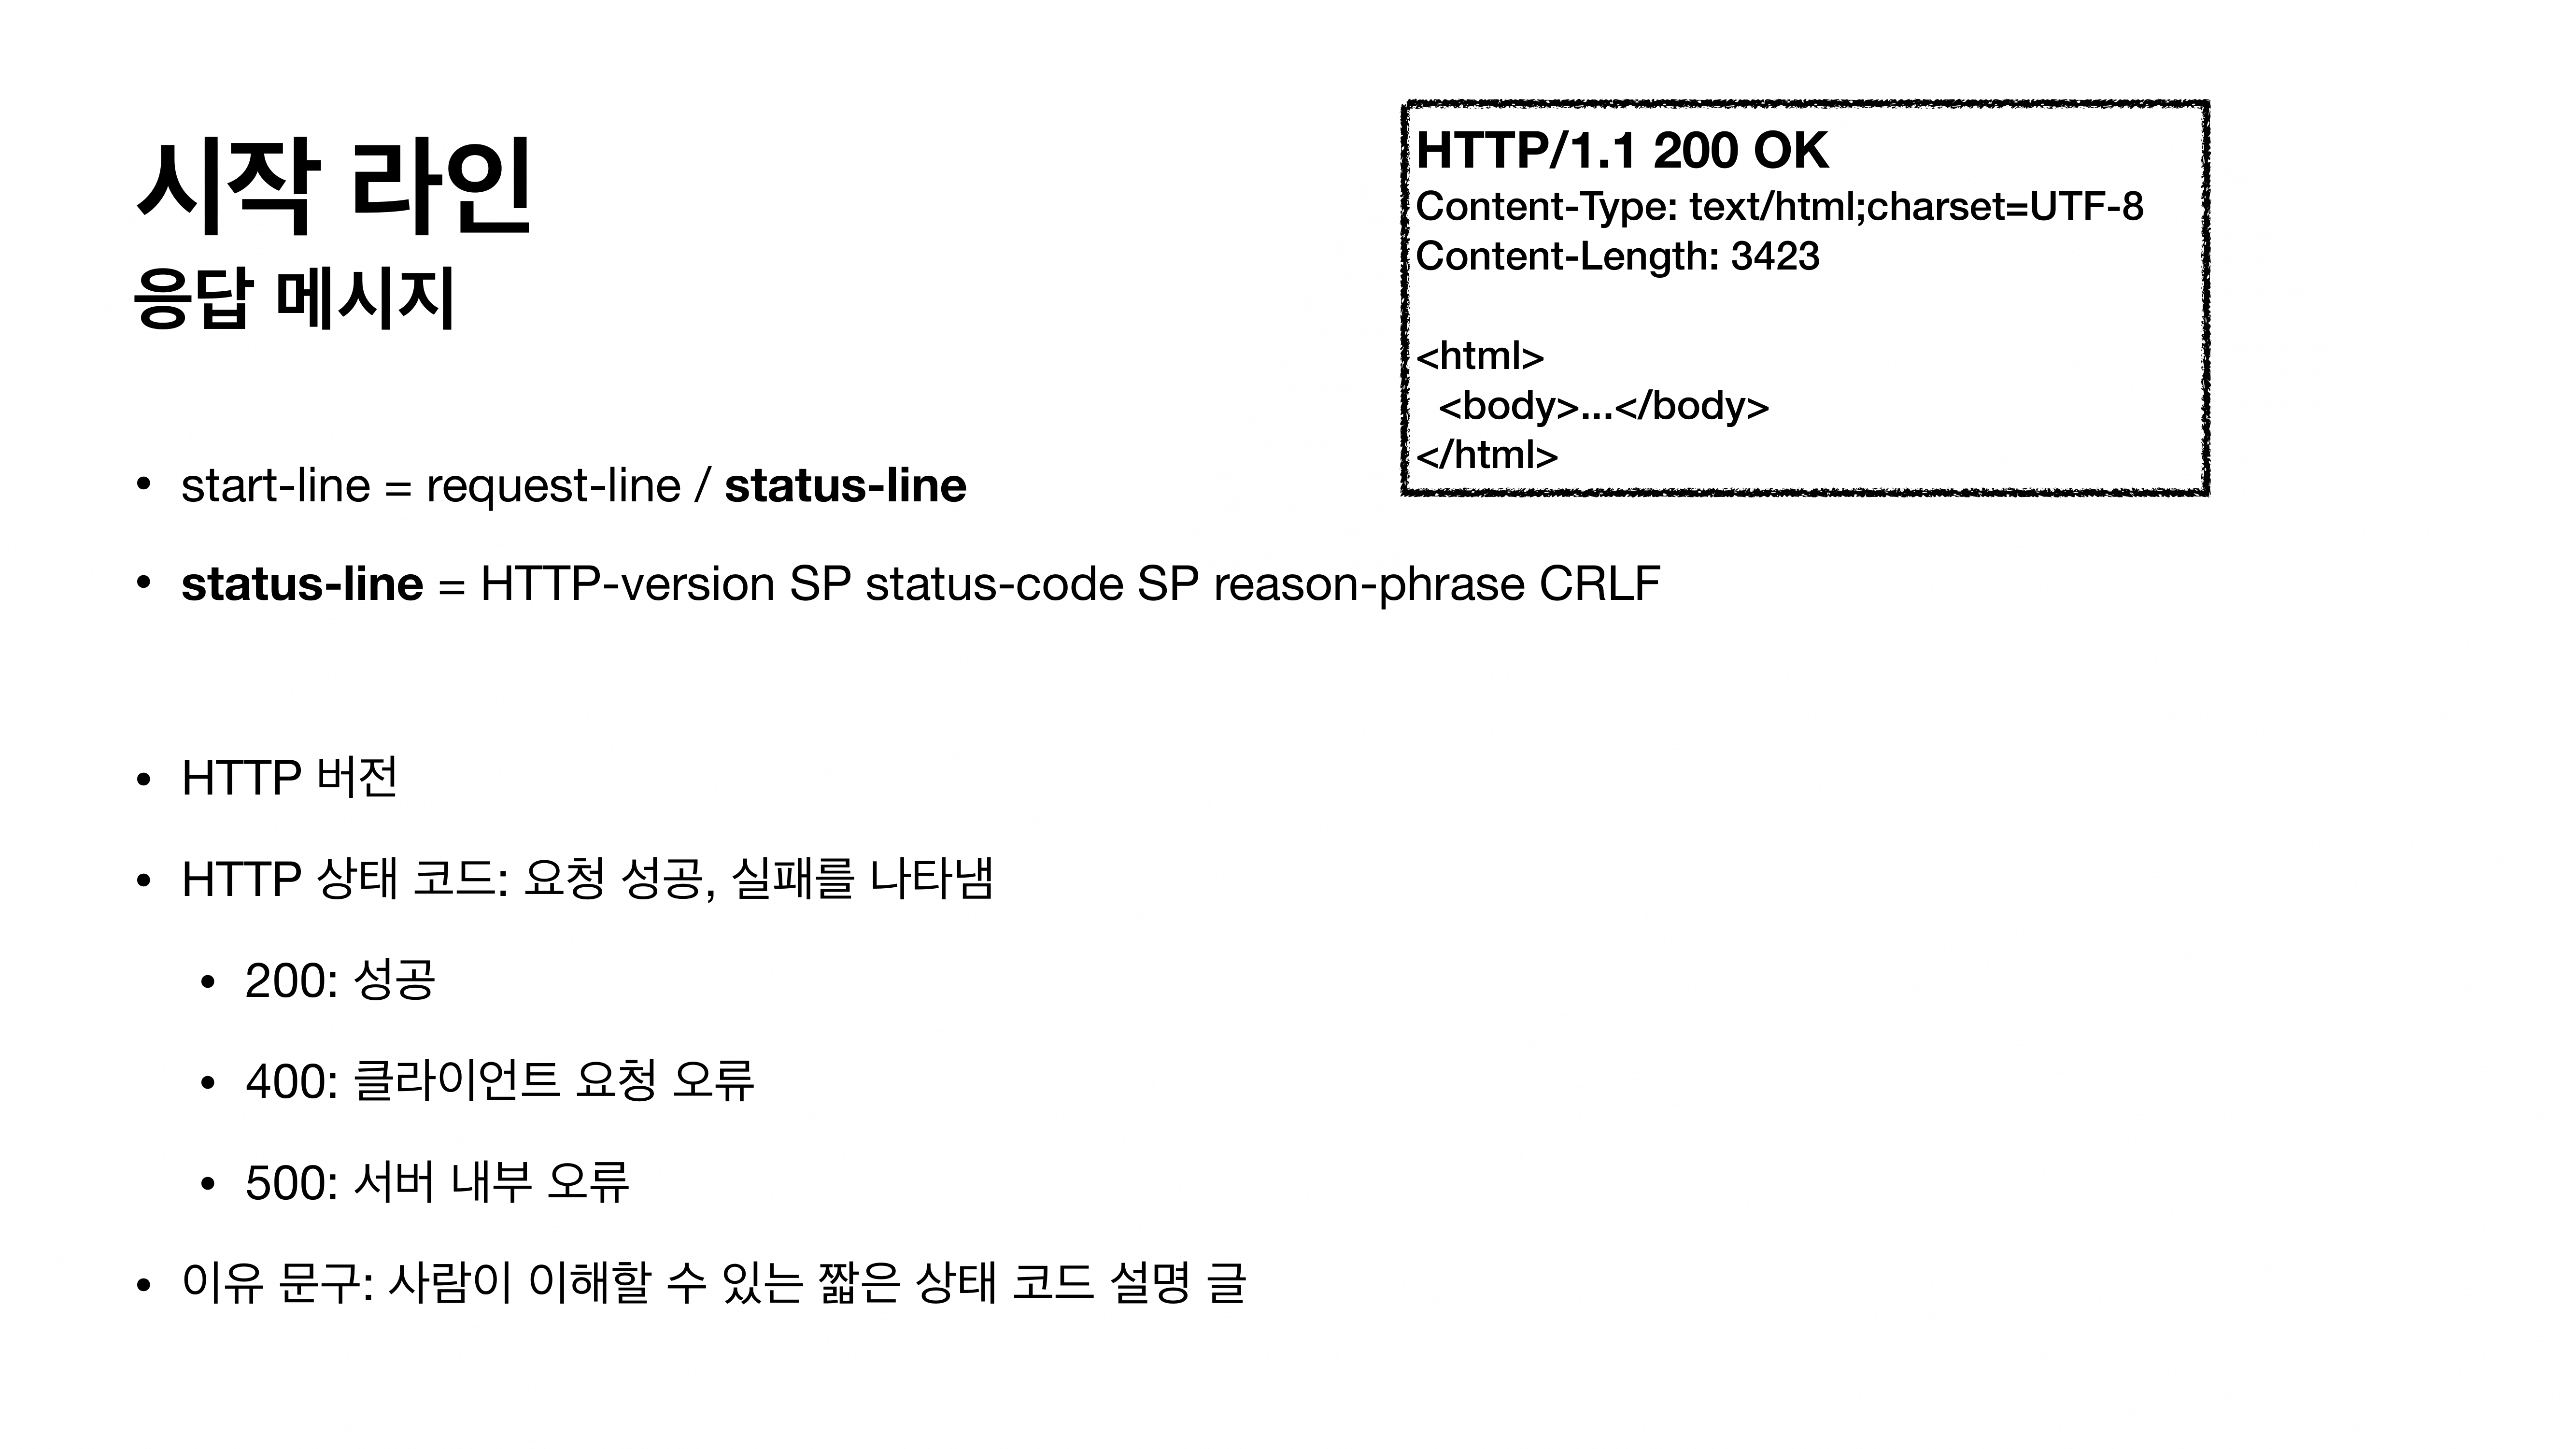 시작 라인
응답 메시지
HTTP/1.1 200 OK
Content-Type: text/html;charset=UTF-8
Content-Length: 3423
<html>
<body>...</body>
</html>
• start-line = request-line / status-line
• status-line = HTTP-version SP status-code SP reason-phrase CRLF
• HTTP 버전
• HTTP 상태 코드: 요청 성공, 실패를 나타냄
• 200: 성공
• 400: 클라이언트 요청 오류
• 500: 서버 내부 오류
• 이유 문구: 사람이 이해할 수 있는 짧은 상태 코드 설명 글